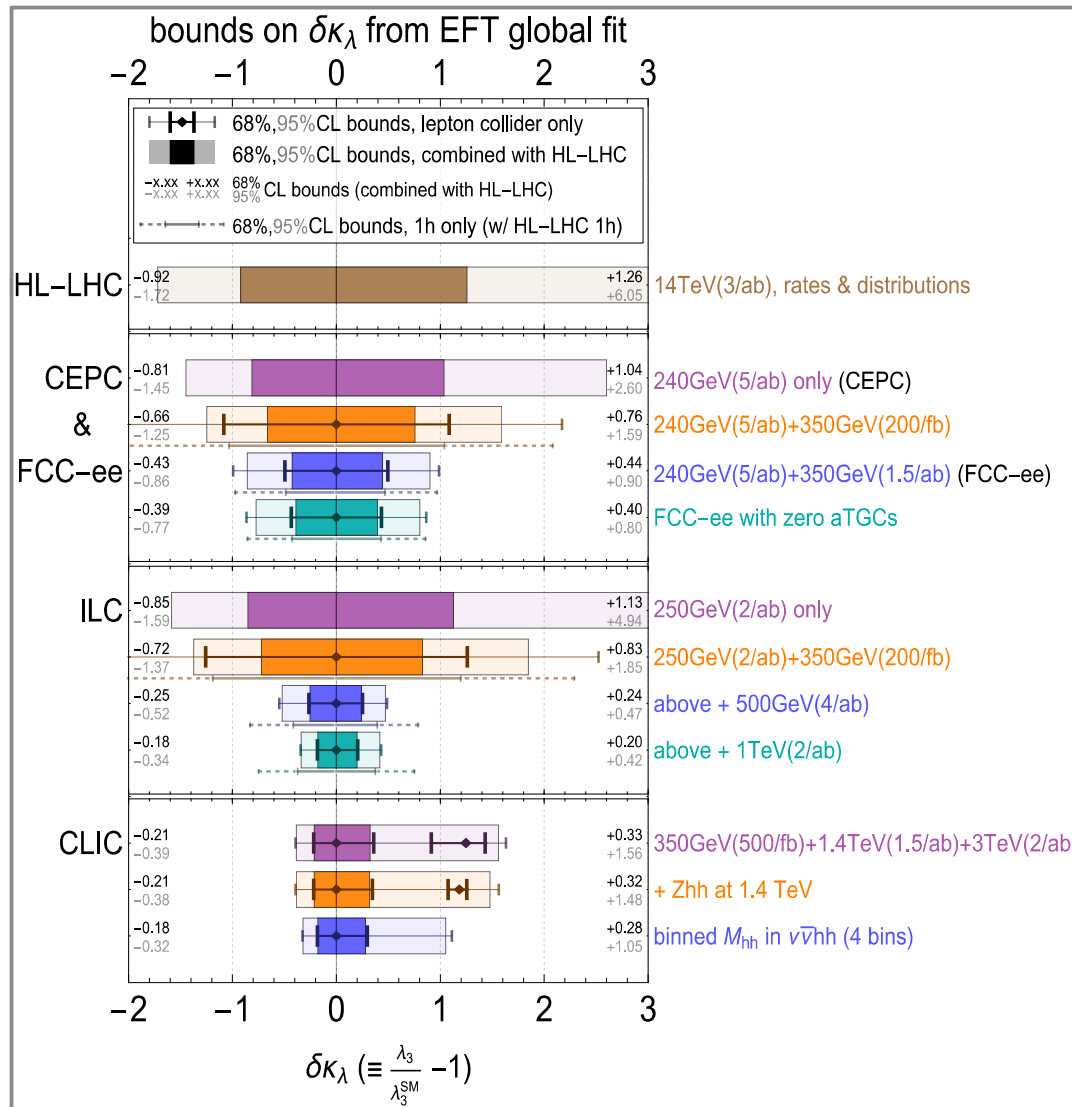 bounds on δκλ from EFT global fit
−2 −1 0 1 2 3
68%,95%CL bounds, lepton collider only
68%,95%CL bounds, combined with HL−LHC
−x.xx +x.xx 68%
−x.xx +x.xx 95% CL bounds (combined with HL−LHC)
68%,95%CL bounds, 1h only (w/ HL−LHC 1h)
HL−LHC −0.92 +1.26 14TeV(3/ab), rates & distributions
−1.72 +6.05
CEPC −0.81 +1.04 240GeV(5/ab) only (CEPC)
−1.45 +2.60
& −0.66 +0.76 240GeV(5/ab)+350GeV(200/fb)
−1.25 +1.59
FCC−ee −0.43 +0.44 240GeV(5/ab)+350GeV(1.5/ab) (FCC−ee)
−0.86 +0.90
−0.39 +0.40 FCC−ee with zero aTGCs
−0.77 +0.80
ILC −0.85 +1.13 250GeV(2/ab) only
−1.59 +4.94
−0.72 +0.83 250GeV(2/ab)+350GeV(200/fb)
−1.37 +1.85
−0.25 +0.24 above + 500GeV(4/ab)
−0.52 +0.47
−0.18 +0.20 above + 1TeV(2/ab)
−0.34 +0.42
CLIC −0.21 +0.33 350GeV(500/fb)+1.4TeV(1.5/ab)+3TeV(2/ab
−0.39 +1.56
−0.21 +0.32 + Zhh at 1.4 TeV
−0.38 +1.48
−0.18 +0.28 binned Mhh in νν̄hh (4 bins)
−0.32 +1.05
−2 −1 0 1 2 3
δκλ (≡ λ3/λ3SM −1)